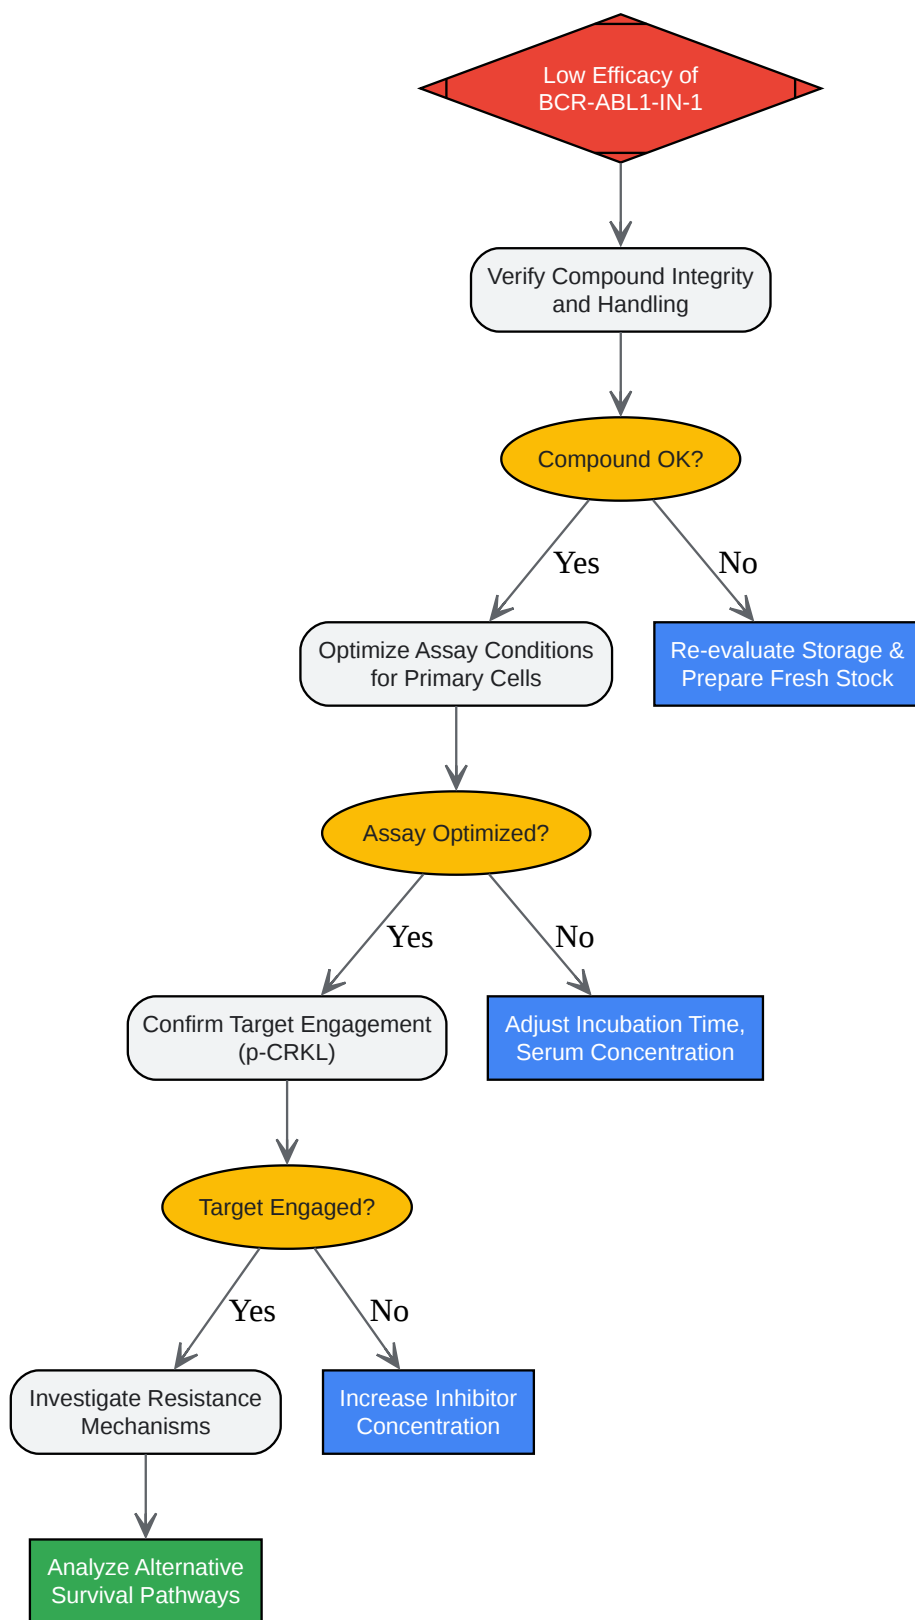 Low Efficacy of
BCR-ABL1-IN-1
Verify Compound Integrity
and Handling
Compound OK?
Yes
No
Optimize Assay Conditions
for Primary Cells
Re-evaluate Storage &
Prepare Fresh Stock
Assay Optimized?
Yes
No
Confirm Target Engagement
(p-CRKL)
Adjust Incubation Time,
Serum Concentration
Target Engaged?
Yes
No
Investigate Resistance
Mechanisms
Increase Inhibitor
Concentration
Analyze Alternative
Survival Pathways